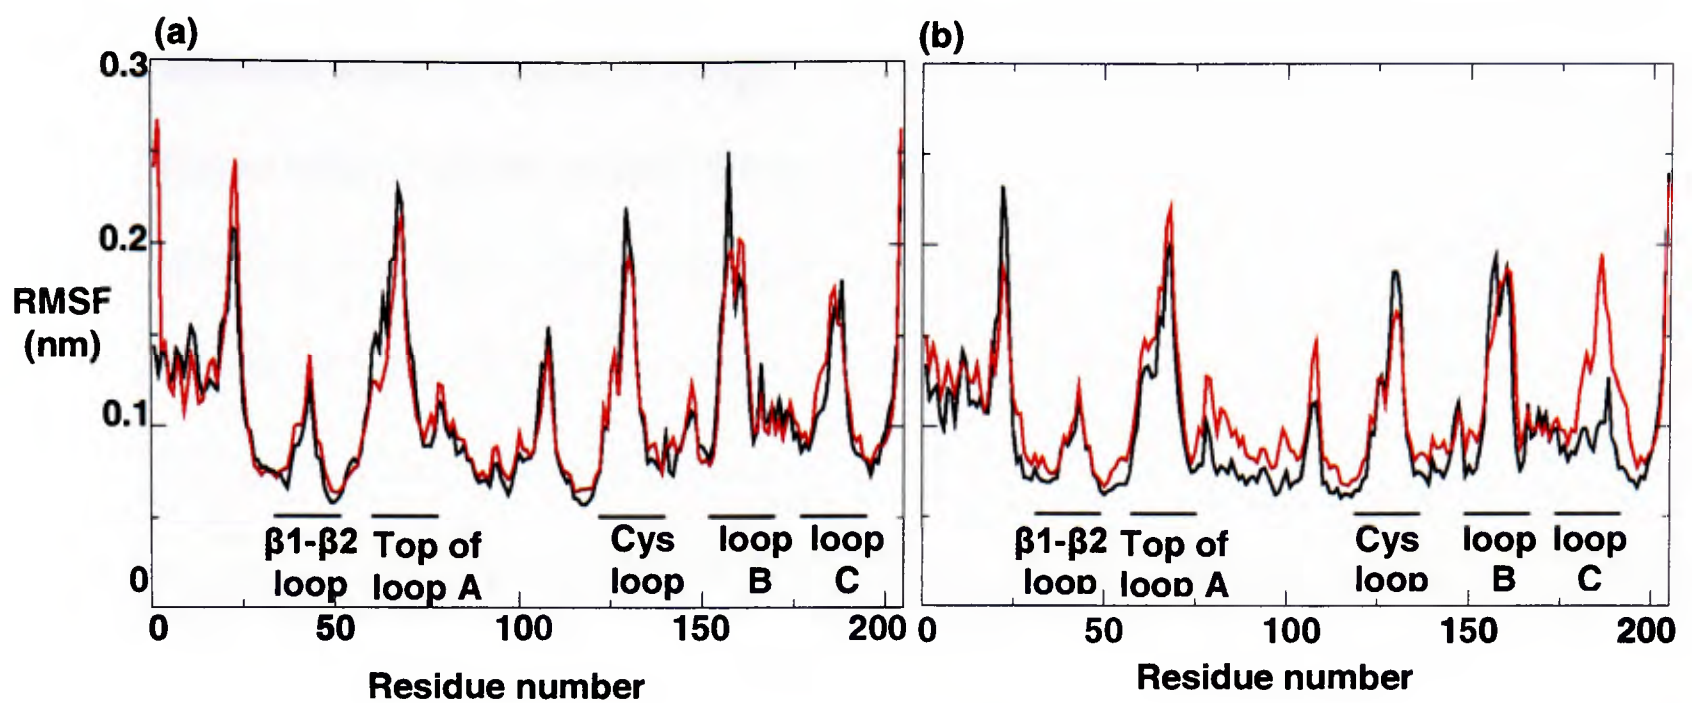 (a) (b)
0.3
0.2
RMSF
(nm)
0.1
β1-β2 Top of Cys loop loop
loop loop A loop B C
β1-β2 Top of Cys loop loop
loop loop A loop B C
0
0 50 100 150 200
0 50 100 150 200
Residue number
Residue number